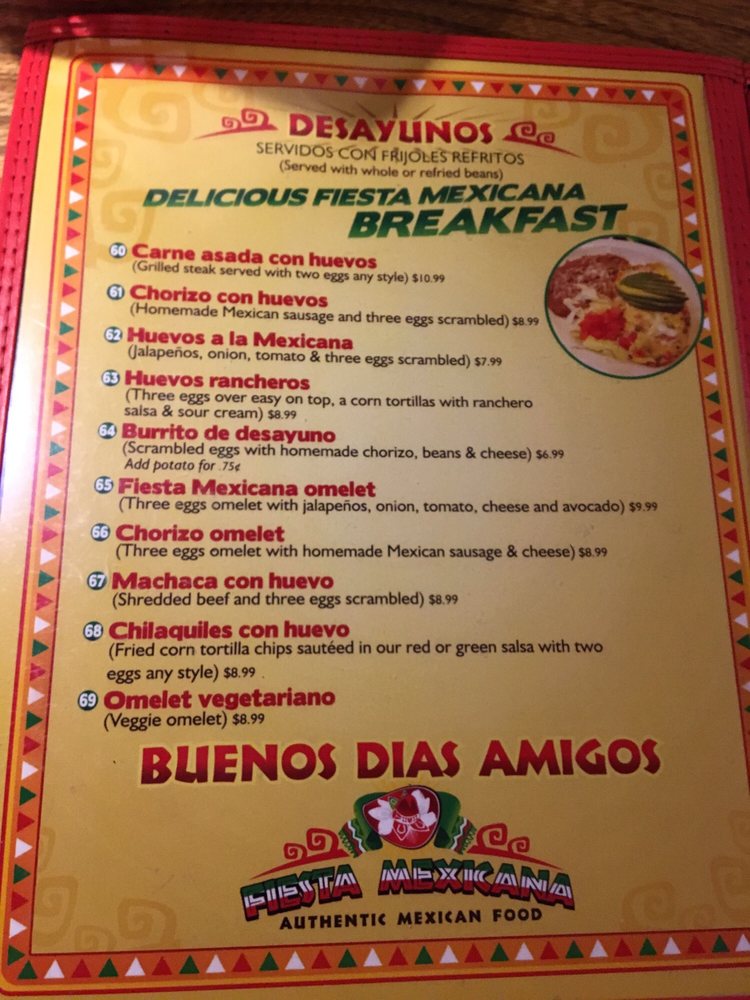 DESAYUNOS
SERVIDOS CON FRIJOLES REFRITOS
(Served with whole or refried beans)
DELICIOUS FIESTA MEXICANA
BREAKFAST
60 Carne asada con huevos
(Grilled steak served with two eggs any style) $10.99
61 Chorizo con huevos
(Homemade Mexican sausage and three eggs scrambled) $8.99
62 Huevos a la Mexicana
(Jalapeños, onion, tomato & three eggs scrambled) $7.99
63 Huevos rancheros
(Three eggs over easy on top, a corn tortillas with ranchero
salsa & sour cream) $8.99
64 Burrito de desayuno
(Scrambled eggs with homemade chorizo, beans & cheese) $6.99
Add potato for .75¢
65 Fiesta Mexicana omelet
(Three eggs omelet with jalapeños, onion, tomato, cheese and avocado) $9.99
66 Chorizo omelet
(Three eggs omelet with homemade Mexican sausage & cheese) $8.99
67 Machaca con huevo
(Shredded beef and three eggs scrambled) $8.99
68 Chilaquiles con huevo
(Fried corn tortilla chips sautéed in our red or green salsa with two
eggs any style) $8.99 .
69 Omelet vegetariano
(Veggie omelet) $8.99
BUENOS DIAS AMIGOS
FIESTA MEXICANA
AUTHENTIC MEXICAN FOOD